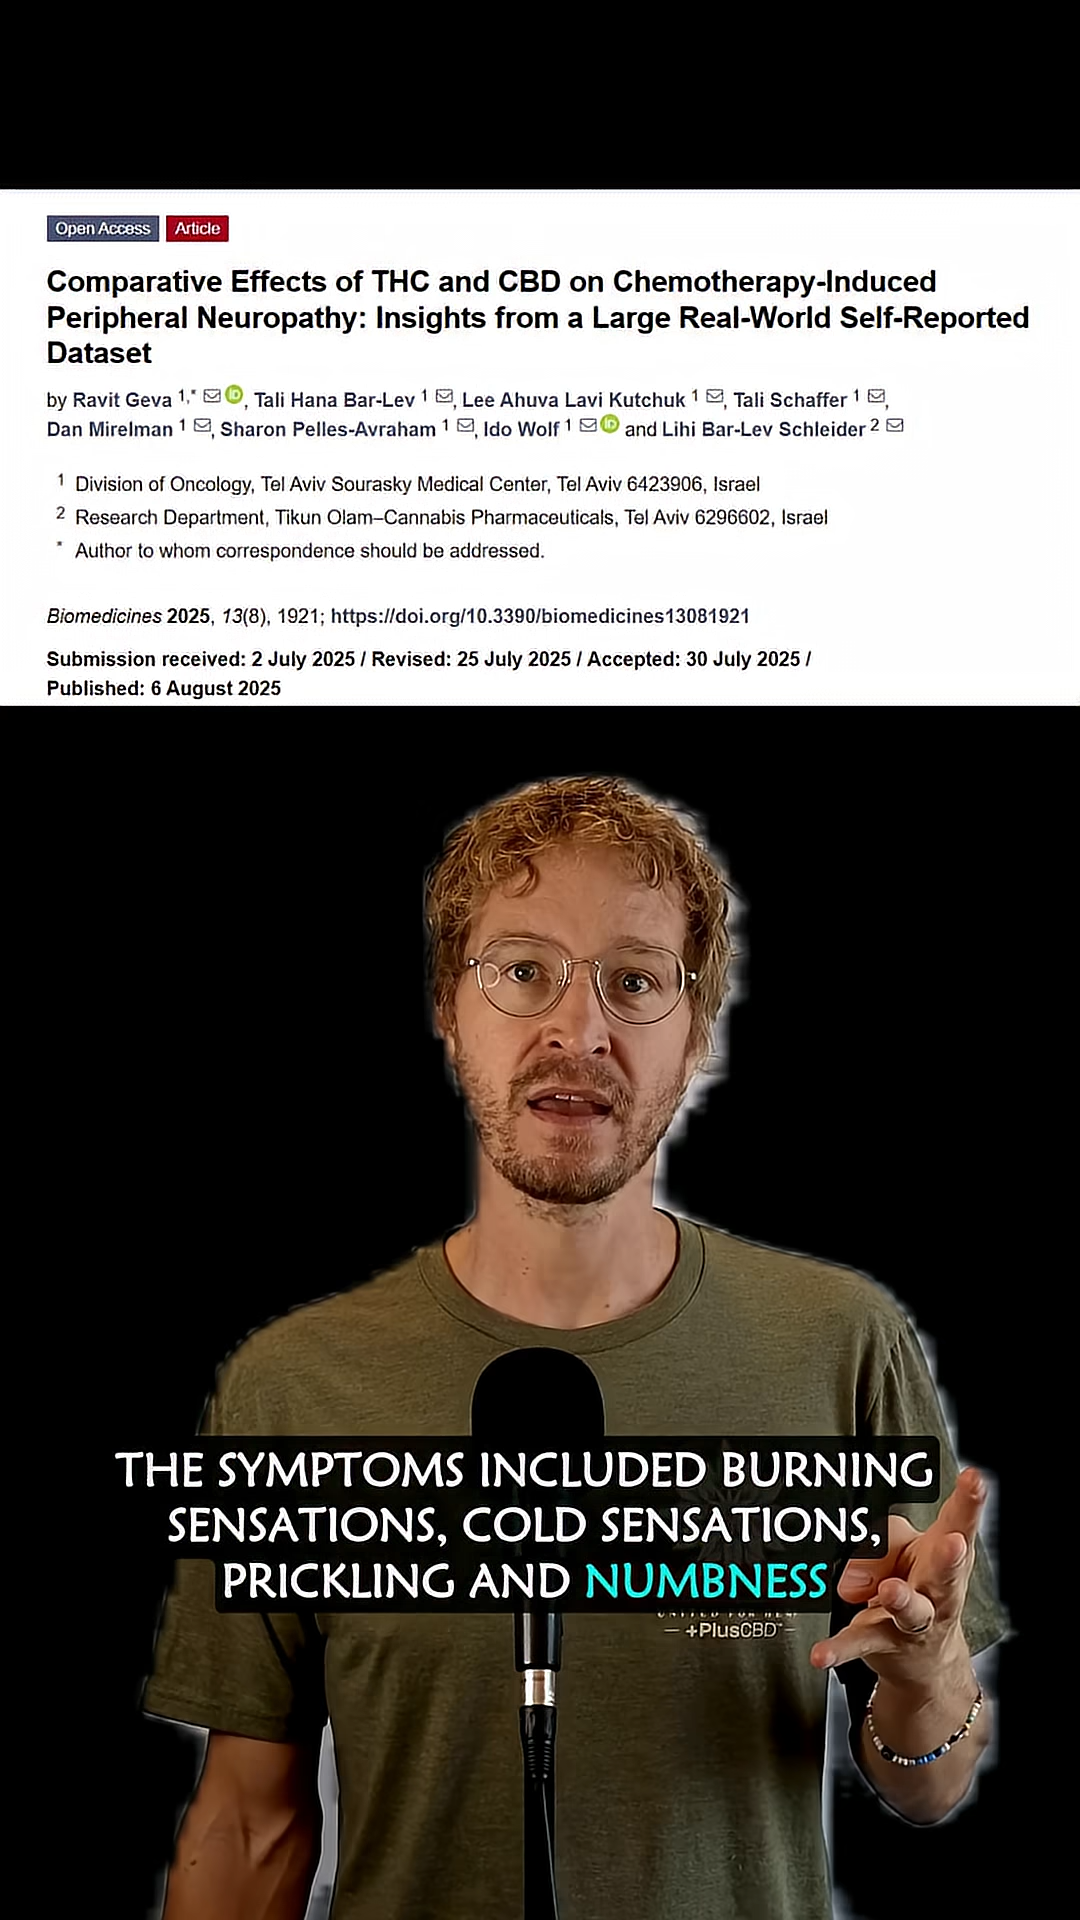 Open Access Article
Comparative Effects of THC and CBD on Chemotherapy-Induced
Peripheral Neuropathy: Insights from a Large Real-World Self-Reported
Dataset
by Ravit Geva 1,* iD, Tali Hana Bar-Lev 1, Lee Ahuva Lavi Kutchuk 1, Tali Schaffer 1,
Dan Mirelman 1, Sharon Pelles-Avraham 1, Ido Wolf 1 iD and Lihi Bar-Lev Schleider 2
1 Division of Oncology, Tel Aviv Sourasky Medical Center, Tel Aviv 6423906, Israel
2 Research Department, Tikun Olam–Cannabis Pharmaceuticals, Tel Aviv 6296602, Israel
* Author to whom correspondence should be addressed.
Biomedicines 2025, 13(8), 1921; https://doi.org/10.3390/biomedicines13081921
Submission received: 2 July 2025 / Revised: 25 July 2025 / Accepted: 30 July 2025 /
Published: 6 August 2025
THE SYMPTOMS INCLUDED BURNING
SENSATIONS, COLD SENSATIONS,
PRICKLING AND NUMBNESS
UNITED FOR HEMP
+PlusCBD™